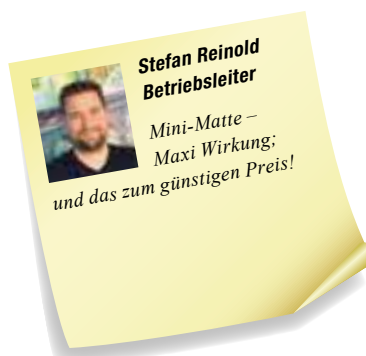 Stefan Reinold
Betriebsleiter
Mini-Matte –
Maxi Wirkung;
und das zum günstigen Preis!